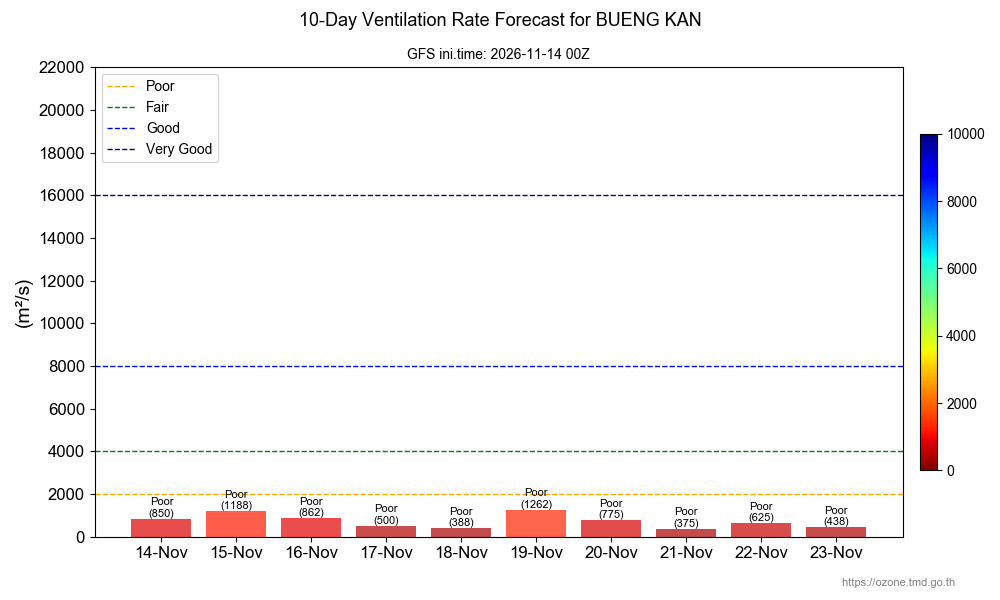 10-Day Ventilation Rate Forecast for BUENG KAN
GFS ini.time: 2026-11-14 00Z
(m²/s)
22000
20000
18000
16000
14000
12000
10000
8000
6000
4000
2000
0
Poor
Fair
Good
Very Good
Poor
(850)
Poor
(1188)
Poor
(862)
Poor
(500)
Poor
(388)
Poor
(1262)
Poor
(775)
Poor
(375)
Poor
(625)
Poor
(438)
14-Nov
15-Nov
16-Nov
17-Nov
18-Nov
19-Nov
20-Nov
21-Nov
22-Nov
23-Nov
10000
8000
6000
4000
2000
0
https://ozone.tmd.go.th